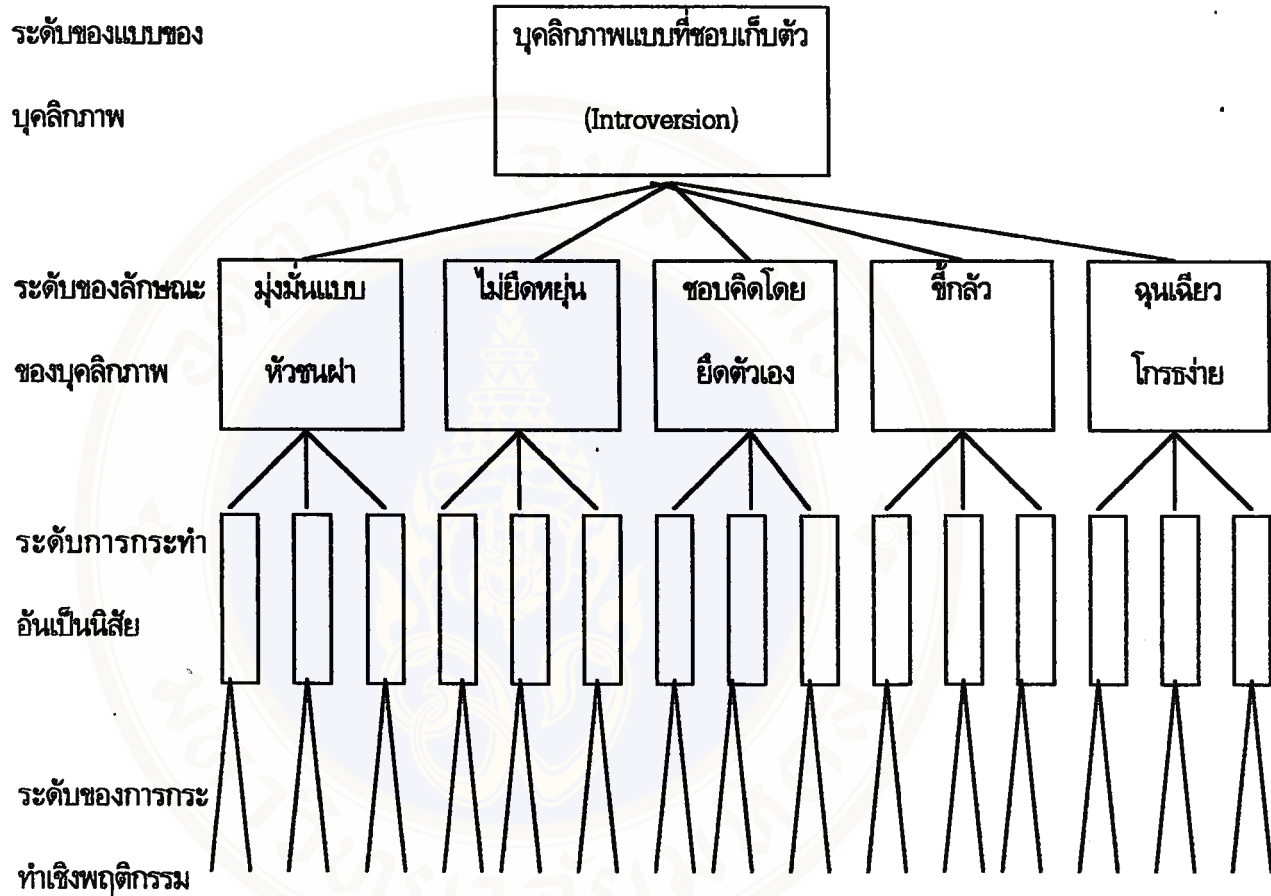 ระดับของแบบของ
บุคลิกภาพ
บุคลิกภาพแบบที่ชอบเก็บตัว
(Introversion)
ระดับของลักษณะ
ของบุคลิกภาพ
มุ่งมั่นแบบ
หัวชนฝา
ไม่ยืดหยุ่น
ชอบคิดโดย
ยึดตัวเอง
ขี้กลัว
ฉุนเฉียว
โกรธง่าย
ระดับการกระทำ
อันเป็นนิสัย
ระดับของการกระ
ทำเชิงพฤติกรรม